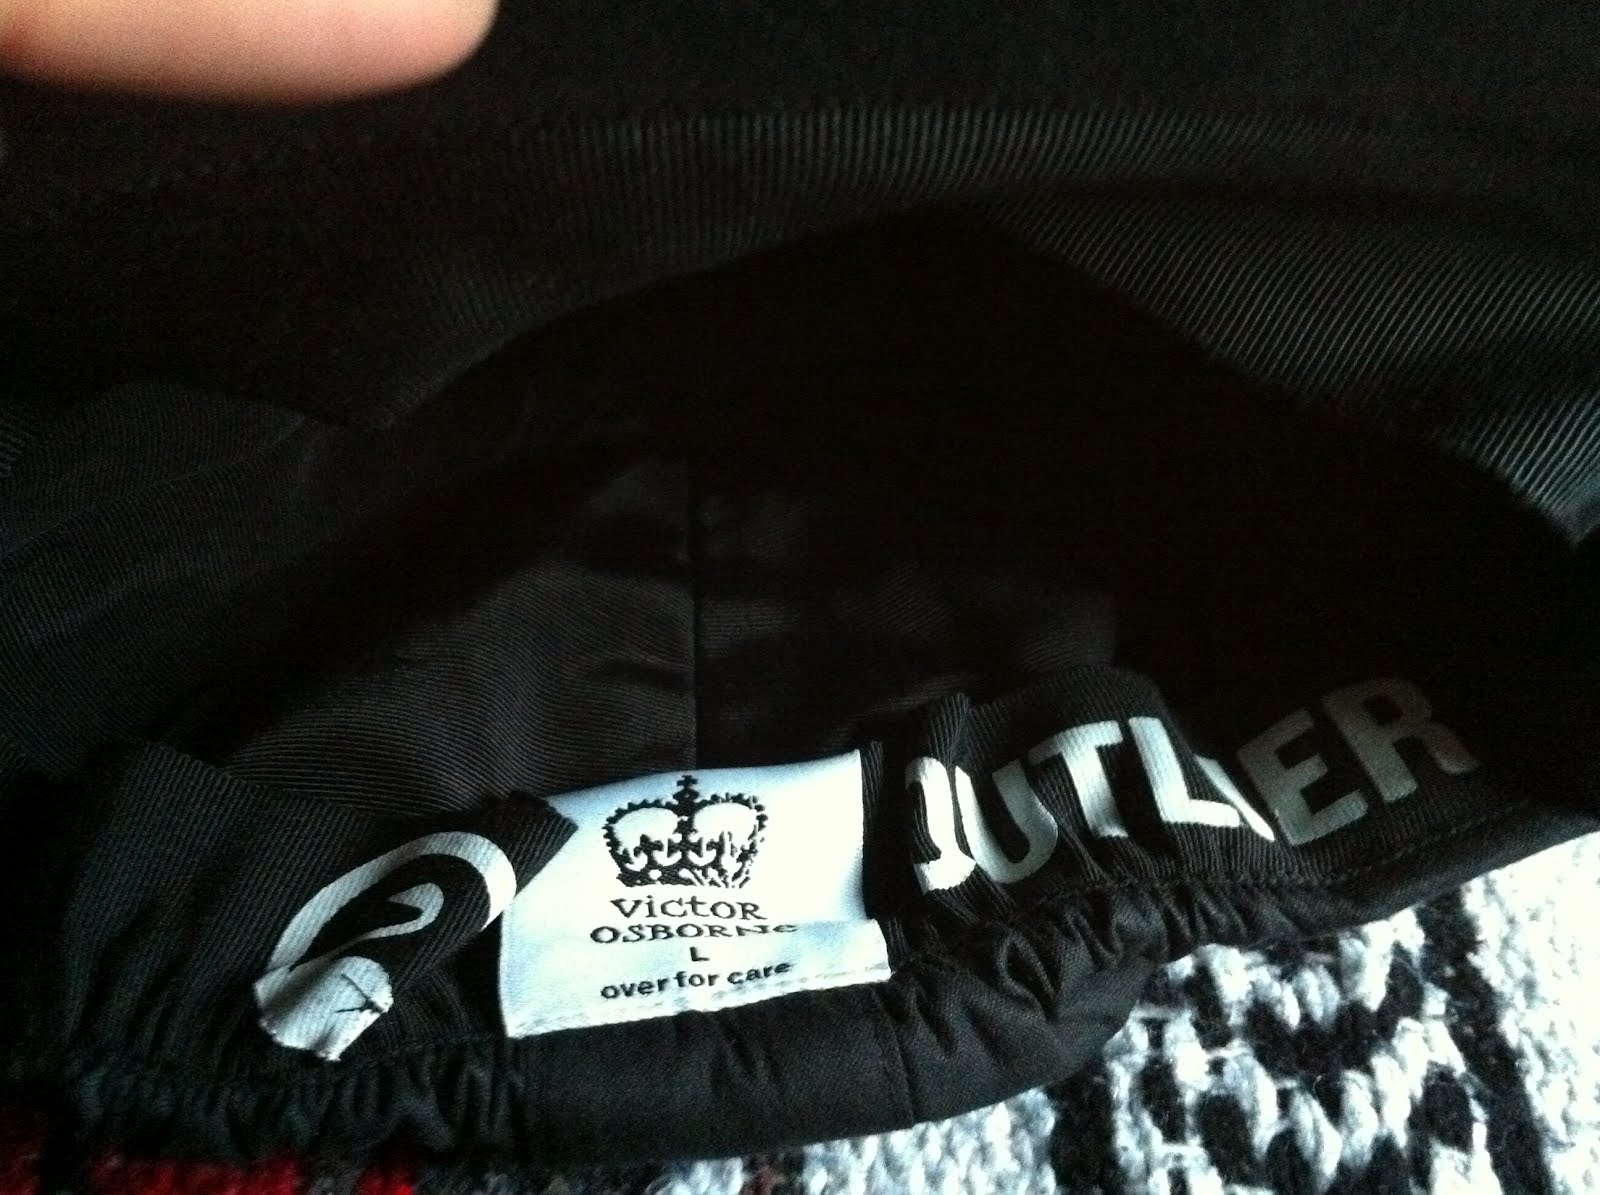 ViCTOR
OSBORNE
L
over for care
OUTLIER